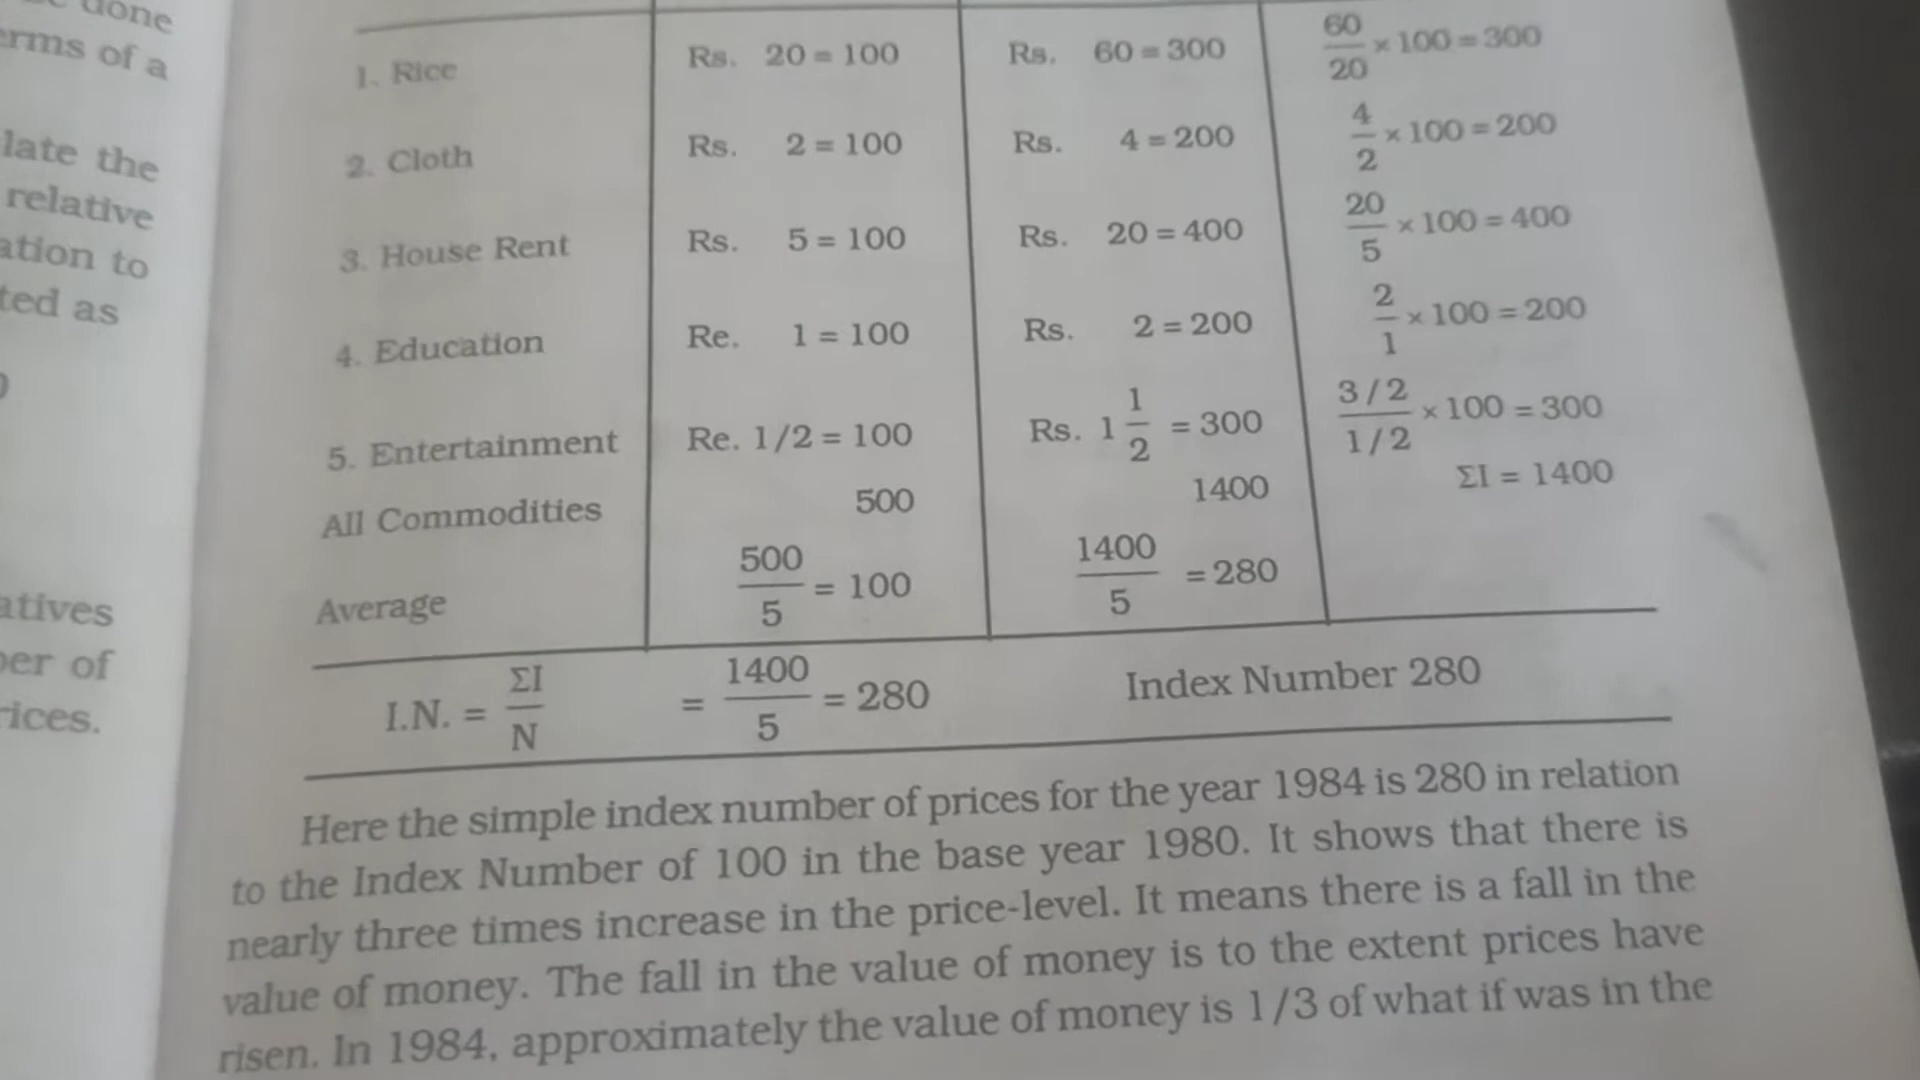 done
rms of a
late the
relative
ation to
ted as
atives
er of
rices.
1. Rice Rs. 20 = 100 Rs. 60 = 300 60/20 × 100 = 300
2. Cloth Rs. 2 = 100 Rs. 4 = 200 4/2 × 100 = 200
3. House Rent Rs. 5 = 100 Rs. 20 = 400 20/5 × 100 = 400
4. Education Re. 1 = 100 Rs. 2 = 200 2/1 × 100 = 200
5. Entertainment Re. 1/2 = 100 Rs. 1 1/2 = 300 3/2 / 1/2 × 100 = 300
All Commodities 500 1400 ΣI = 1400
Average 500/5 = 100 1400/5 = 280
I.N. = ΣI/N = 1400/5 = 280 Index Number 280
Here the simple index number of prices for the year 1984 is 280 in relation
to the Index Number of 100 in the base year 1980. It shows that there is
nearly three times increase in the price-level. It means there is a fall in the
value of money. The fall in the value of money is to the extent prices have
risen. In 1984, approximately the value of money is 1/3 of what if was in the